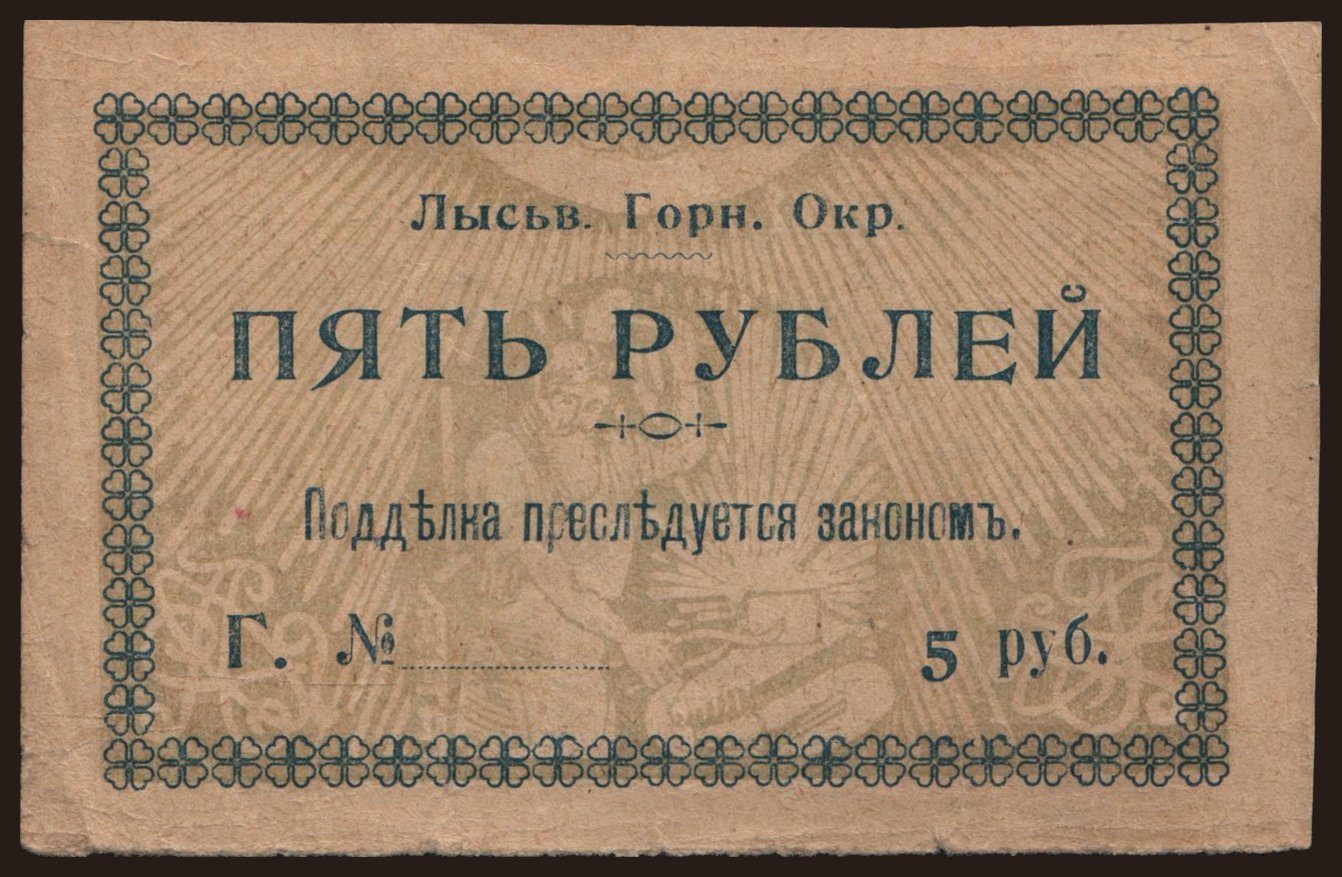 Лысьв. Горн. Окр.
ПЯТЬ РУБЛЕЙ
Поддѣлка преслѣдуется закономъ.
Г. № 5 руб.